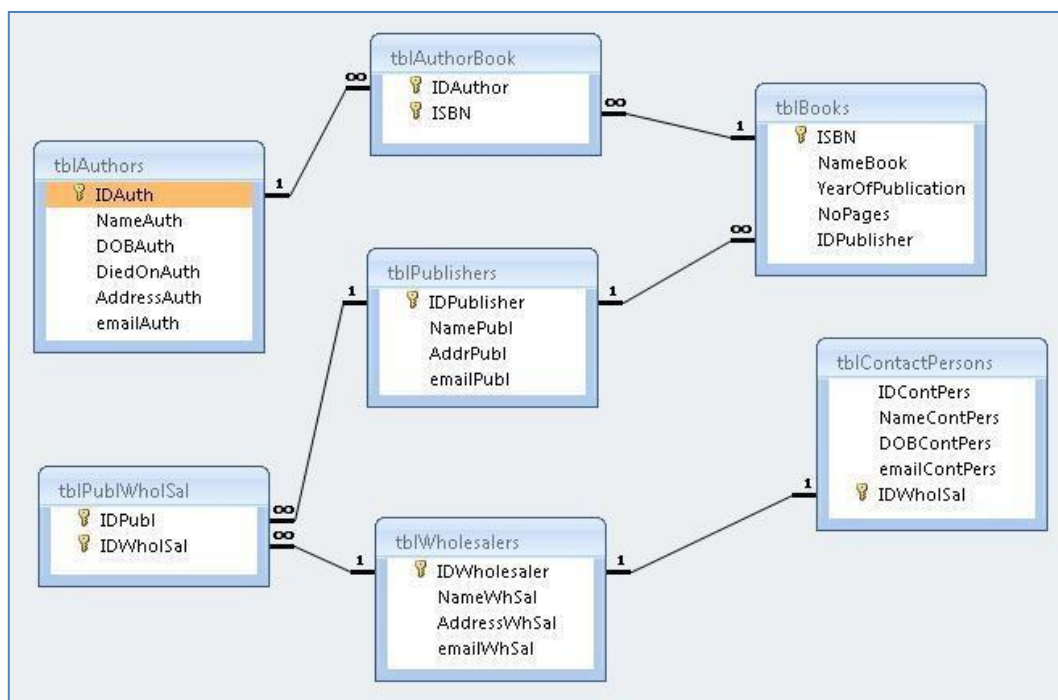 tblAuthorBook
IDAuthor
ISBN
tblBooks
ISBN
NameBook
YearOfPublication
NoPages
IDPublisher
tblAuthors
IDAuth
NameAuth
DOBAuth
DiedOnAuth
AddressAuth
emailAuth
tblPublishers
IDPublisher
NamePubl
AddrPubl
emailPubl
tblContactPersons
IDContPers
NameContPers
DOBContPers
emailContPers
IDWholSal
tblPublWholSal
IDPubl
IDWholSal
tblWholesalers
IDWholesaler
NameWhSal
AddressWhSal
emailWhSal
1
∞
∞
1
∞
1
1
∞
∞
1
1
1